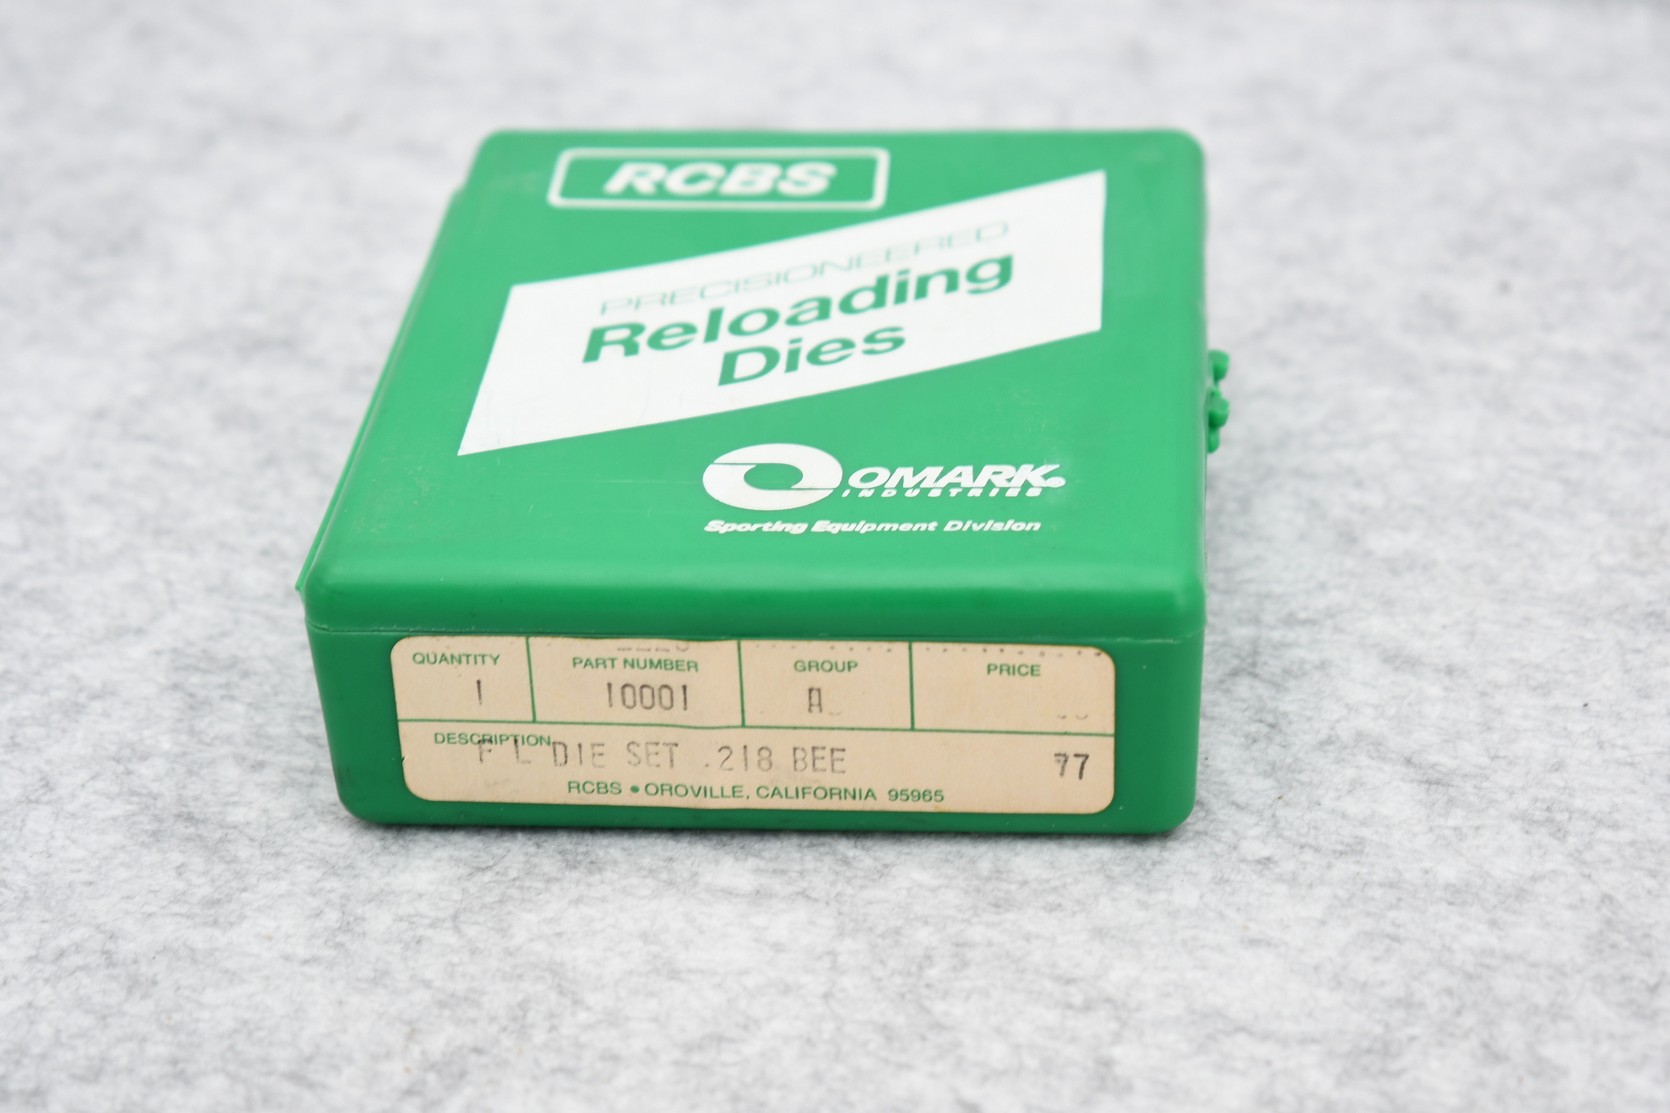 RCBS
PRECISIONEERED
Reloading
Dies
OMARK
INDUSTRIES
Sporting Equipment Division
QUANTITY PART NUMBER GROUP PRICE
1 10001 A
DESCRIPTION
F L DIE SET .218 BEE 77
RCBS • OROVILLE, CALIFORNIA 95965